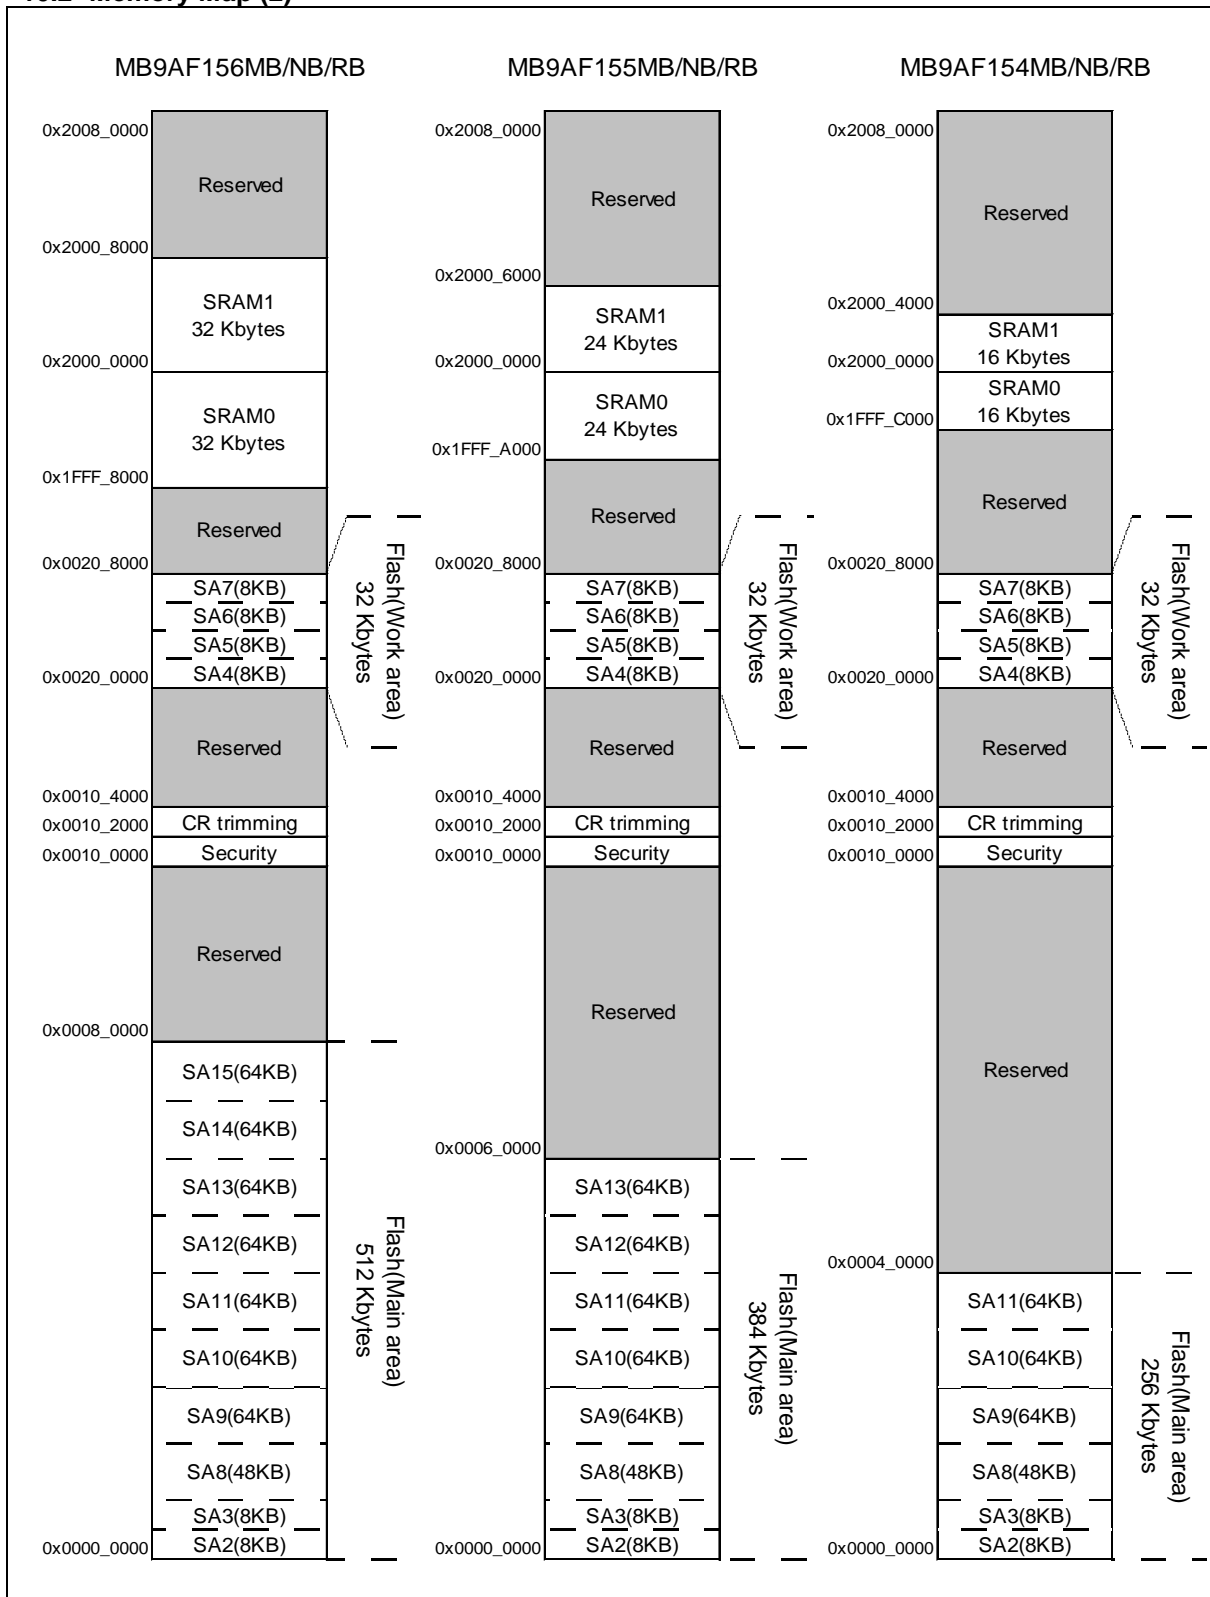 MB9AF156MB/NB/RB
0x2008_0000
Reserved
0x2000_8000
SRAM1
32 Kbytes
0x2000_0000
SRAM0
32 Kbytes
0x1FFF_8000
Reserved
0x0020_8000
SA7(8KB)
SA6(8KB)
SA5(8KB)
SA4(8KB)
0x0020_0000
Flash(Work area)
32 Kbytes
Reserved
0x0010_4000
CR trimming
0x0010_2000
Security
0x0010_0000
Reserved
0x0008_0000
SA15(64KB)
SA14(64KB)
SA13(64KB)
SA12(64KB)
SA11(64KB)
SA10(64KB)
SA9(64KB)
SA8(48KB)
SA3(8KB)
SA2(8KB)
0x0000_0000
Flash(Main area)
512 Kbytes
MB9AF155MB/NB/RB
0x2008_0000
Reserved
0x2000_6000
SRAM1
24 Kbytes
0x2000_0000
SRAM0
24 Kbytes
0x1FFF_A000
Reserved
0x0020_8000
SA7(8KB)
SA6(8KB)
SA5(8KB)
SA4(8KB)
0x0020_0000
Flash(Work area)
32 Kbytes
Reserved
0x0010_4000
CR trimming
0x0010_2000
Security
0x0010_0000
Reserved
0x0006_0000
SA13(64KB)
SA12(64KB)
SA11(64KB)
SA10(64KB)
SA9(64KB)
SA8(48KB)
SA3(8KB)
SA2(8KB)
0x0000_0000
Flash(Main area)
384 Kbytes
MB9AF154MB/NB/RB
0x2008_0000
Reserved
0x2000_4000
SRAM1
16 Kbytes
0x2000_0000
SRAM0
16 Kbytes
0x1FFF_C000
Reserved
0x0020_8000
SA7(8KB)
SA6(8KB)
SA5(8KB)
SA4(8KB)
0x0020_0000
Flash(Work area)
32 Kbytes
Reserved
0x0010_4000
CR trimming
0x0010_2000
Security
0x0010_0000
Reserved
0x0004_0000
SA11(64KB)
SA10(64KB)
SA9(64KB)
SA8(48KB)
SA3(8KB)
SA2(8KB)
0x0000_0000
Flash(Main area)
256 Kbytes